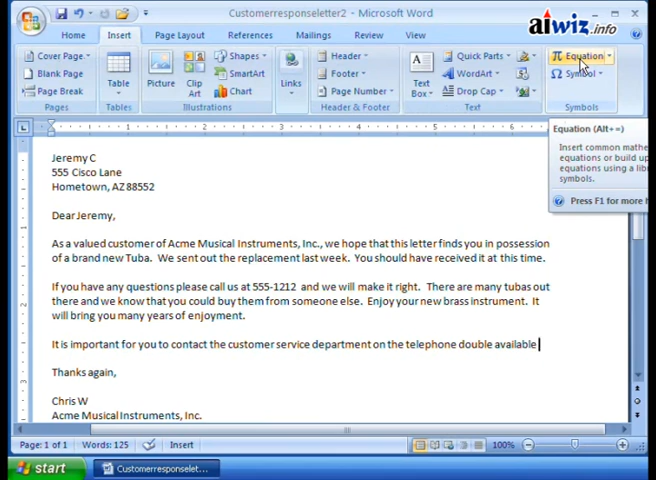 Customerresponseletter2 - Microsoft Word
aiwiz.info
Home Insert Page Layout References Mailings Review View
Cover Page
Blank Page
Page Break
Pages
Table
Tables
Picture
Clip Art
Shapes
SmartArt
Chart
Illustrations
Links
Header
Footer
Page Number
Header & Footer
Text Box
Quick Parts
WordArt
Drop Cap
Text
Equation
Symbol
Symbols
Equation (Alt+=)
Insert common mathe
equations or build up
equations using a lib
symbols.
Press F1 for more h
Jeremy C
555 Cisco Lane
Hometown, AZ 88552
Dear Jeremy,
As a valued customer of Acme Musical Instruments, Inc., we hope that this letter finds you in possession
of a brand new Tuba. We sent out the replacement last week. You should have received it at this time.
If you have any questions please call us at 555-1212 and we will make it right. There are many tubas out
there and we know that you could buy them from someone else. Enjoy your new brass instrument. It
will bring you many years of enjoyment.
It is important for you to contact the customer service department on the telephone double available
Thanks again,
Chris W
Acme Musical Instruments, Inc.
Page: 1 of 1 Words: 125 Insert 100%
start Customerresponselet...